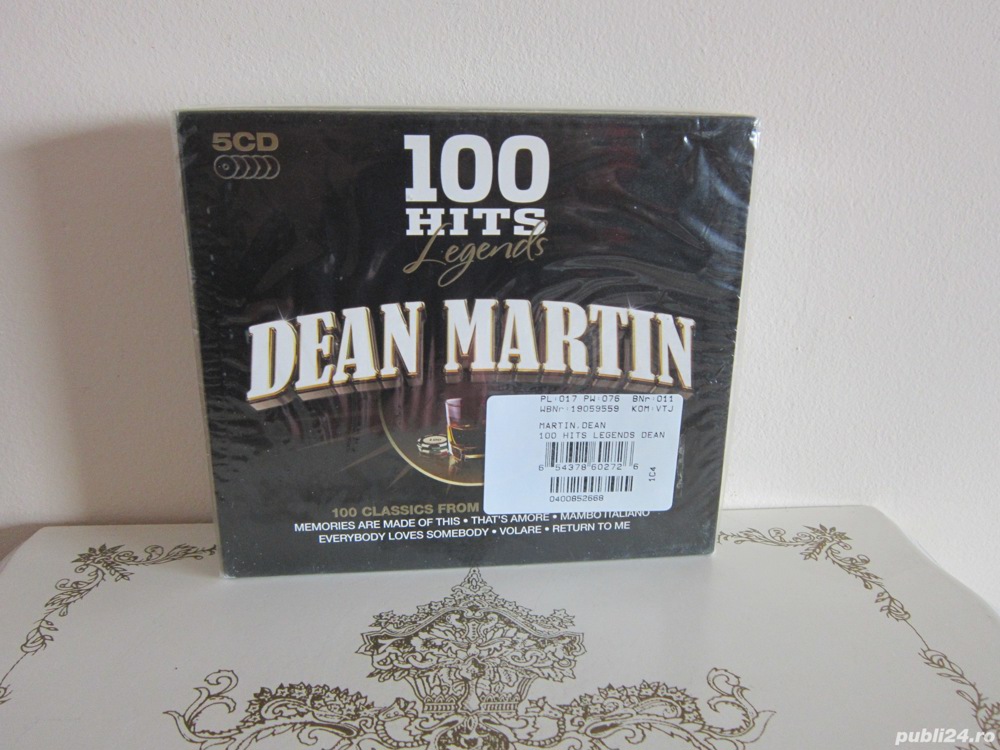 5CD
100
HITS
Legends
DEAN MARTIN
PL:017 PW:076 BNr:011
WBNr:19059559 KOM:VTJ
MARTIN.DEAN
100 HITS LEGENDS DEAN
6 54378 60272 6
1C4
0400852668
100 CLASSICS FROM
MEMORIES ARE MADE OF THIS • THAT'S AMORE • MAMBO ITALIANO
EVERYBODY LOVES SOMEBODY • VOLARE • RETURN TO ME
publi24.ro